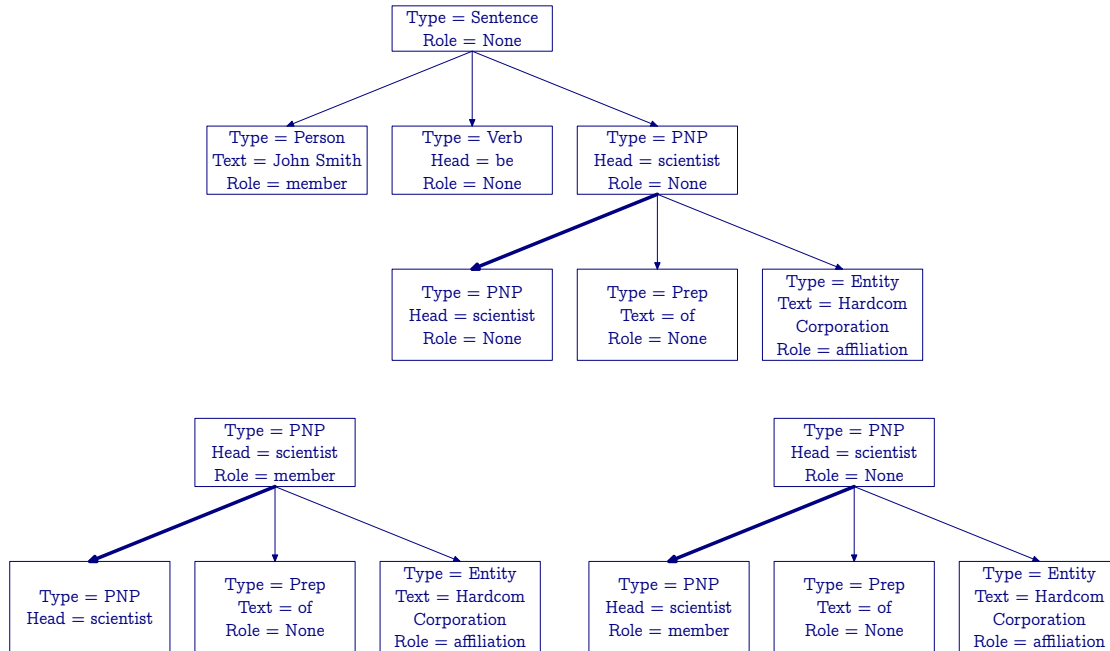 Type = Sentence
Role = None
Type = Person
Text = John Smith
Role = member
Type = Verb
Head = be
Role = None
Type = PNP
Head = scientist
Role = None
Type = PNP
Head = scientist
Role = None
Type = Prep
Text = of
Role = None
Type = Entity
Text = Hardcom
Corporation
Role = affiliation
Type = PNP
Head = scientist
Role = member
Type = PNP
Head = scientist
Type = Prep
Text = of
Role = None
Type = Entity
Text = Hardcom
Corporation
Role = affiliation
Type = PNP
Head = scientist
Role = None
Type = PNP
Head = scientist
Role = member
Type = Prep
Text = of
Role = None
Type = Entity
Text = Hardcom
Corporation
Role = affiliation